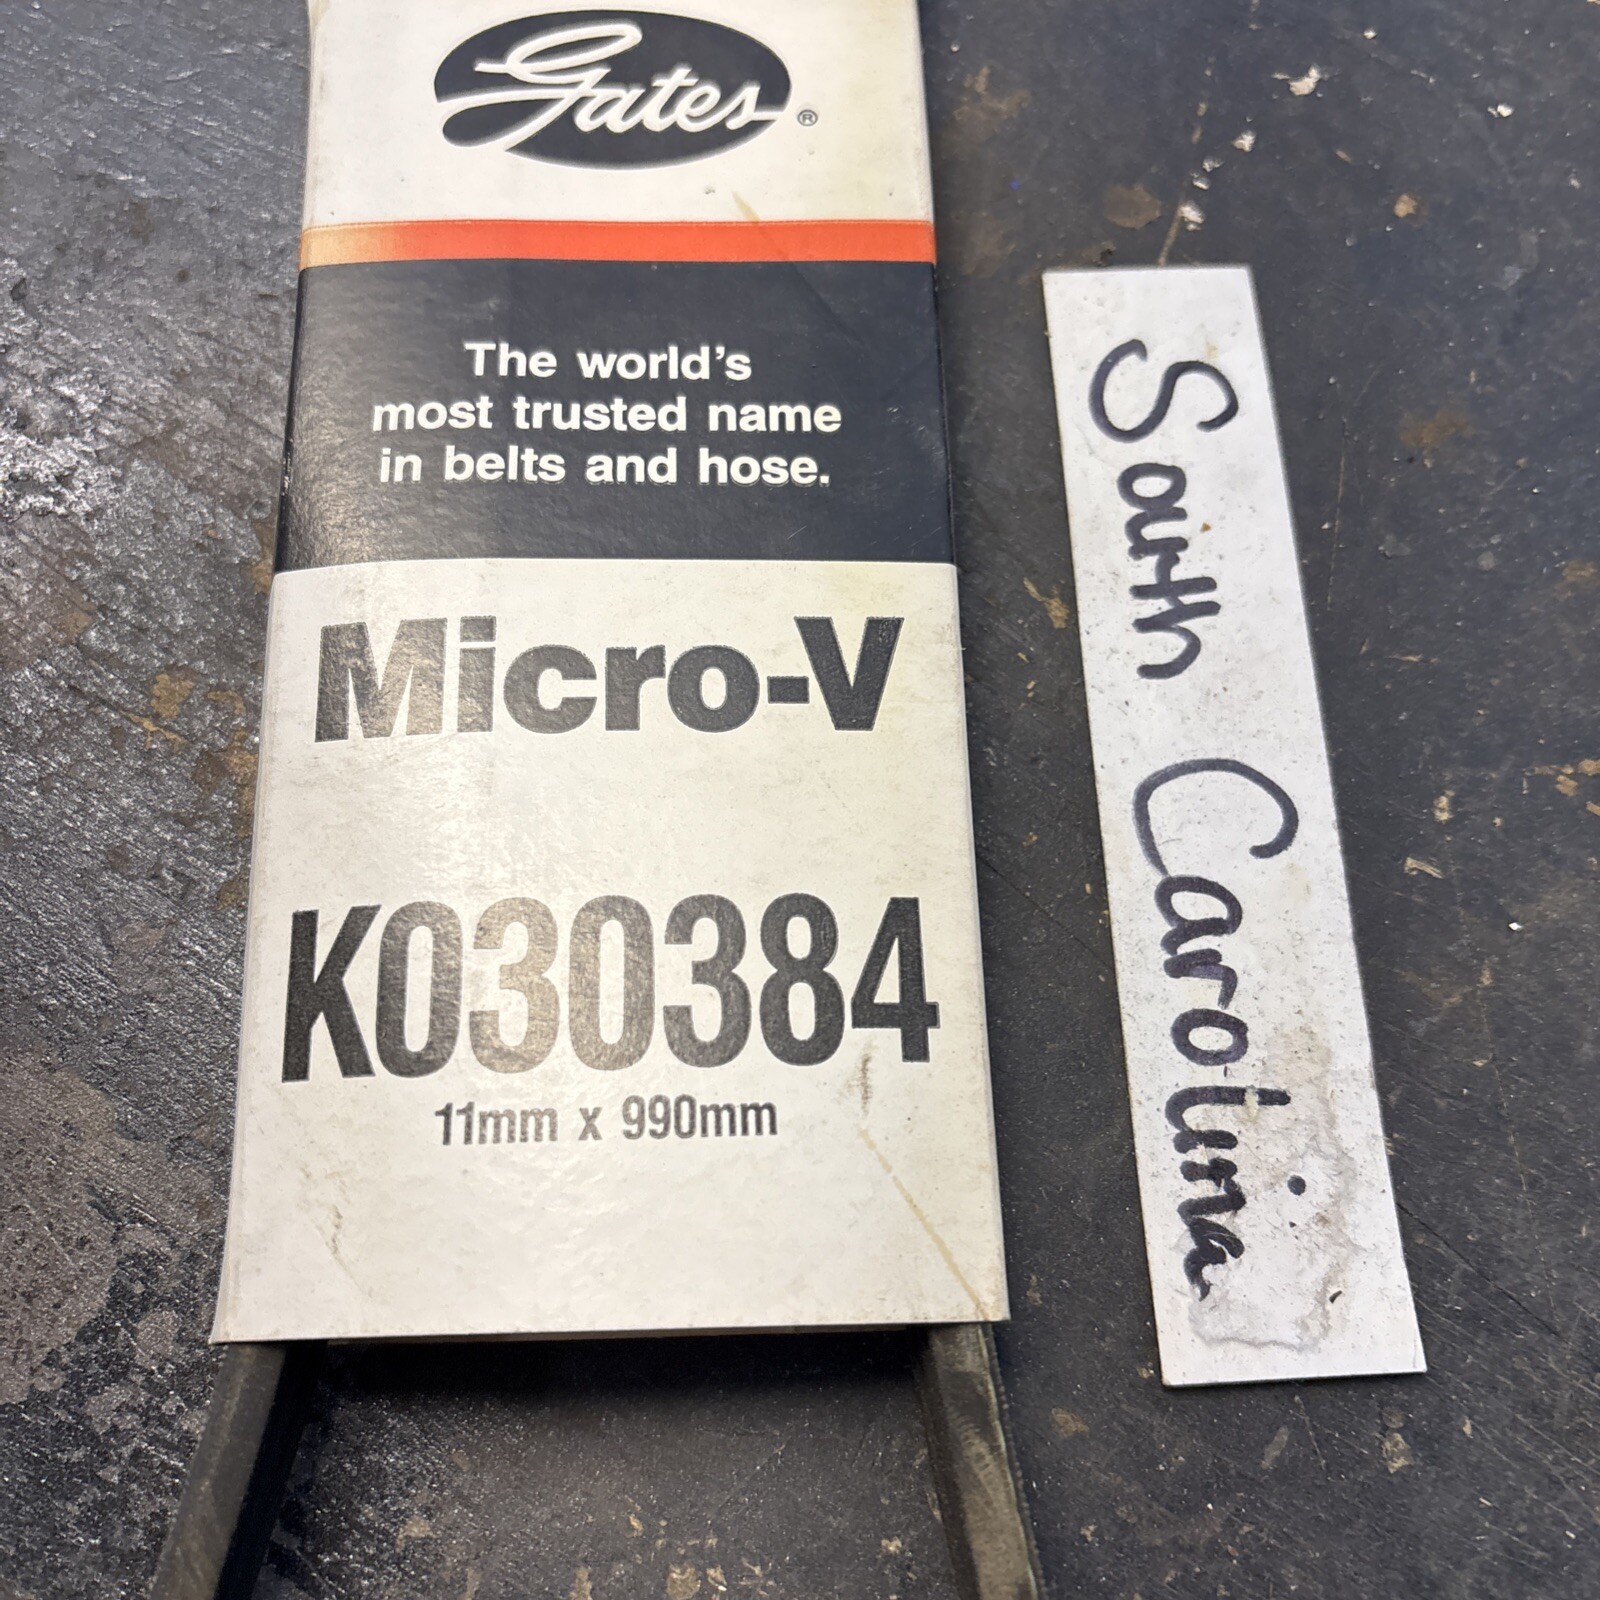 Gates®
The world's
most trusted name
in belts and hose.
Micro-V
K030384
11mm x 990mm
South Carolina